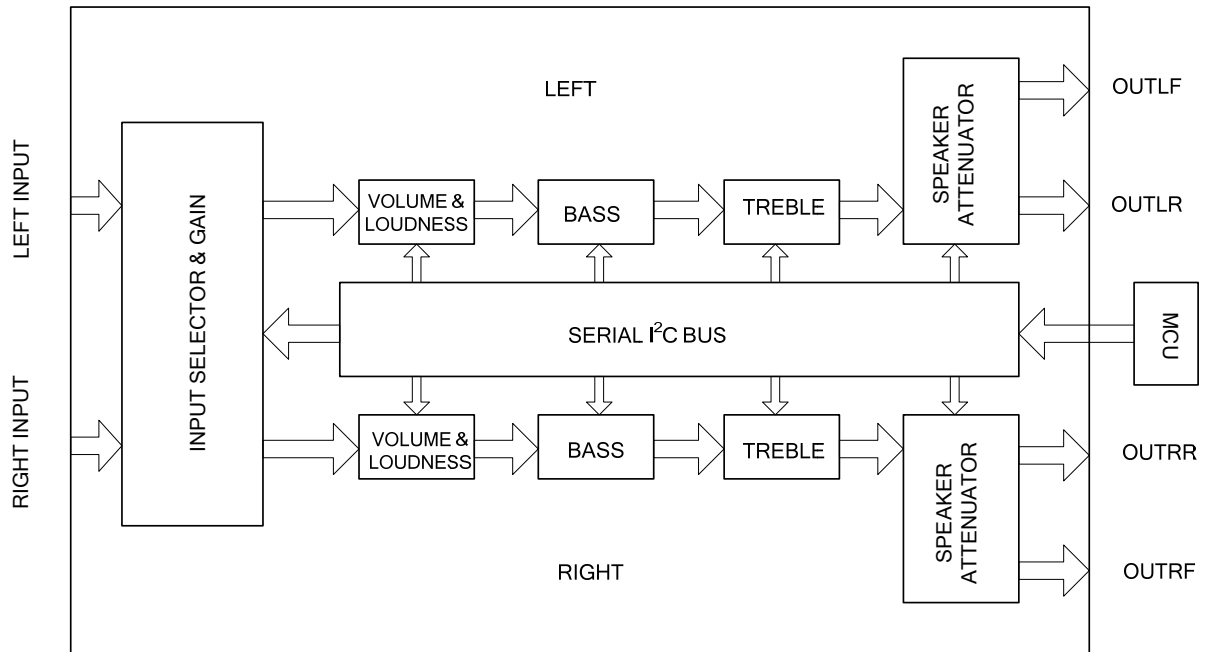 LEFT
OUTLF
SPEAKER
ATTENUATOR
LEFT INPUT
INPUT SELECTOR & GAIN
VOLUME &
LOUDNESS
BASS
TREBLE
OUTLR
SERIAL I²C BUS
MCU
RIGHT INPUT
VOLUME &
LOUDNESS
BASS
TREBLE
SPEAKER
ATTENUATOR
OUTRR
RIGHT
OUTRF